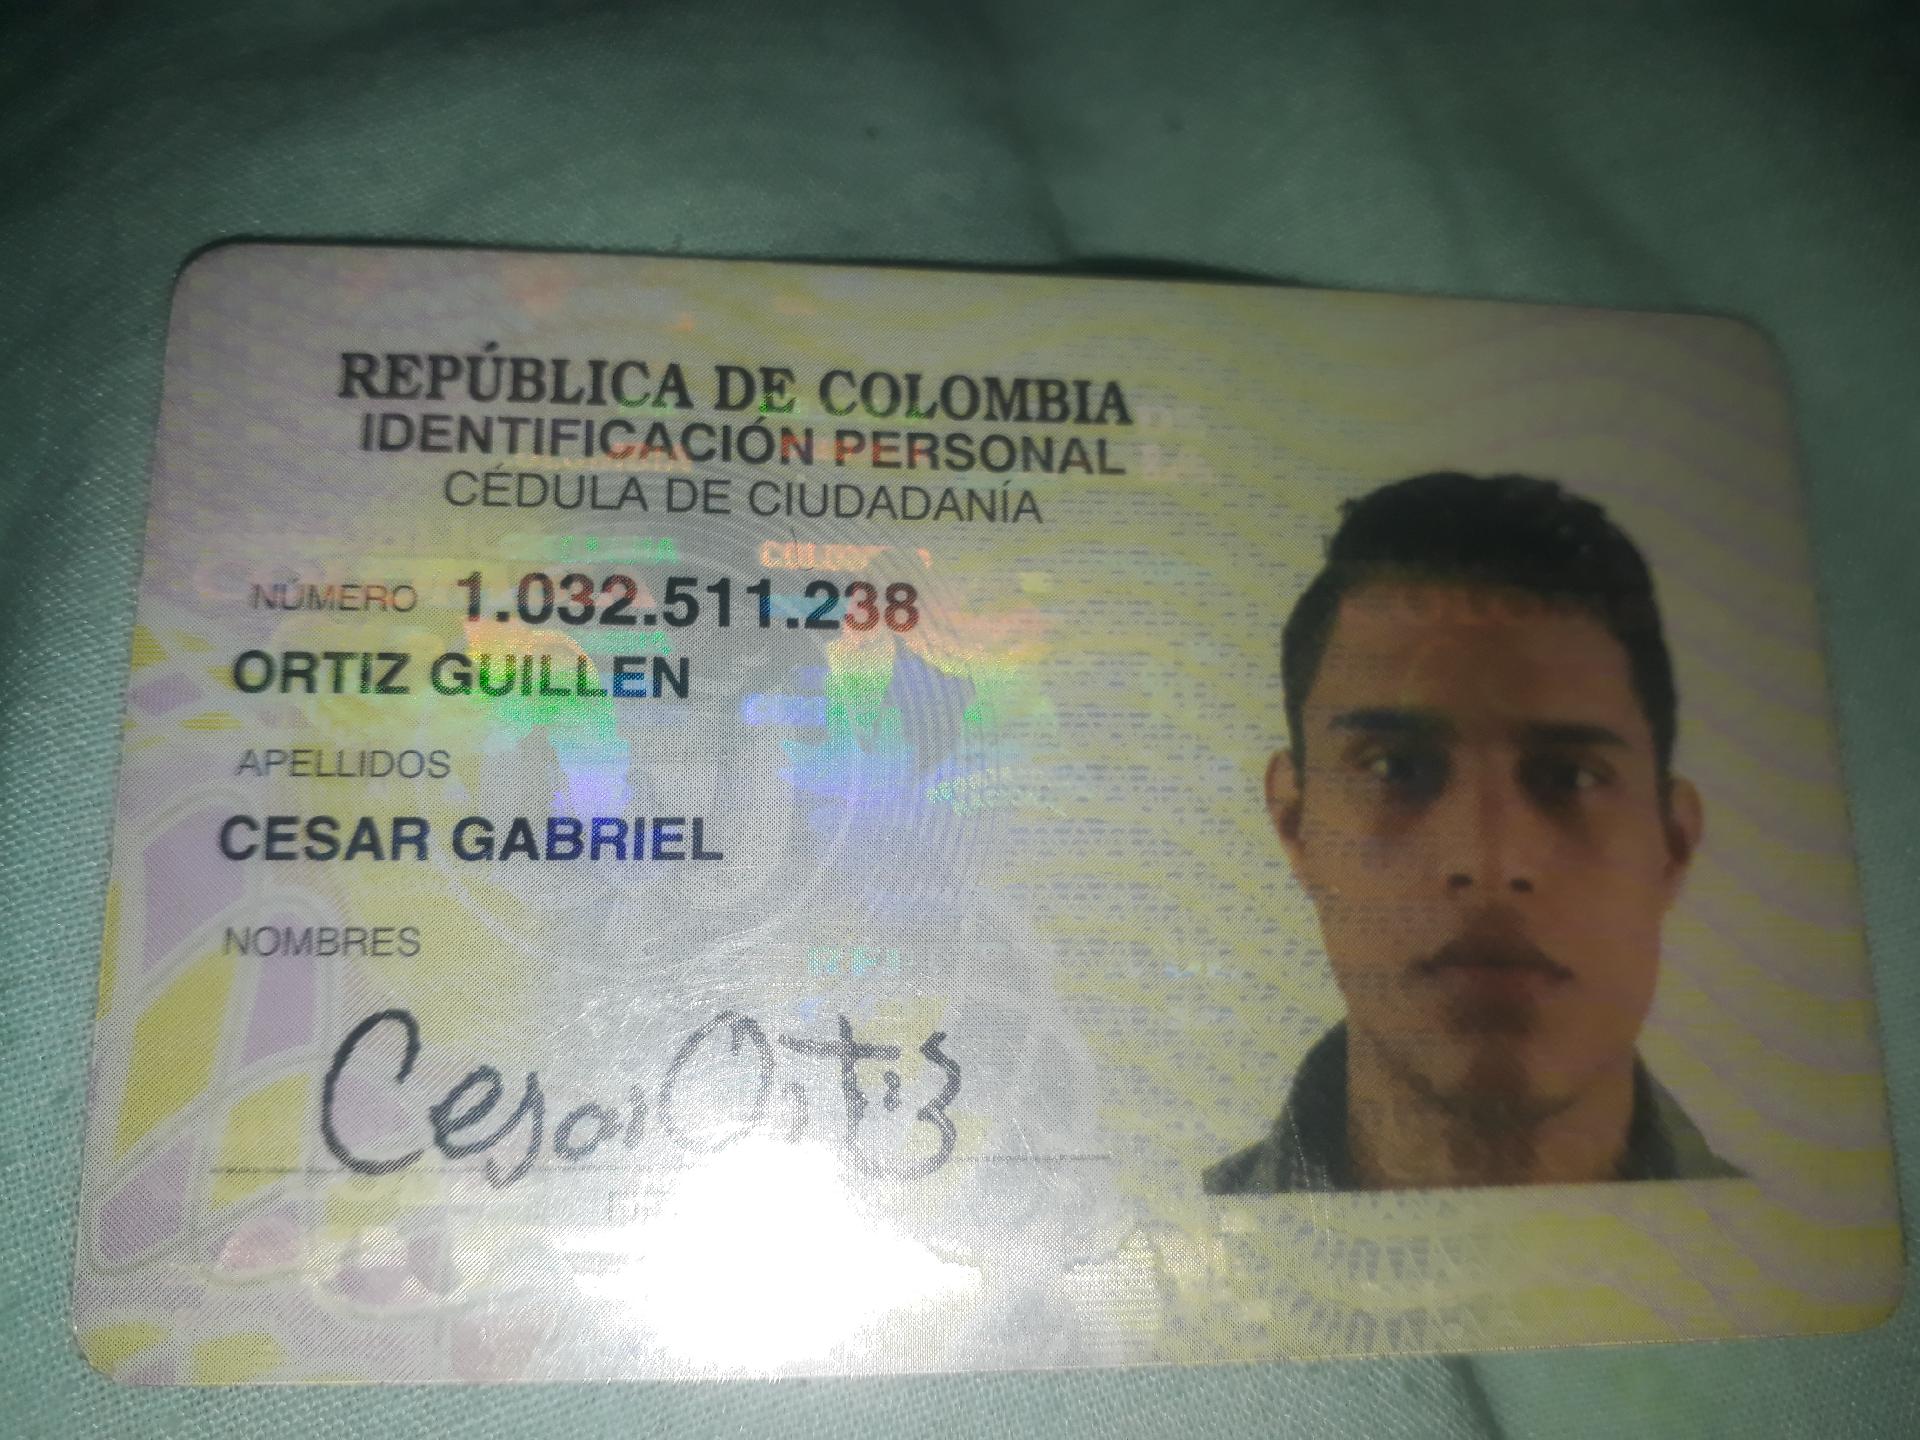 REPÚBLICA DE COLOMBIA
IDENTIFICACIÓN PERSONAL
CÉDULA DE CIUDADANÍA
NÚMERO 1.032.511.238
ORTIZ GUILLEN
APELLIDOS
CESAR GABRIEL
NOMBRES
Cesar Ortiz